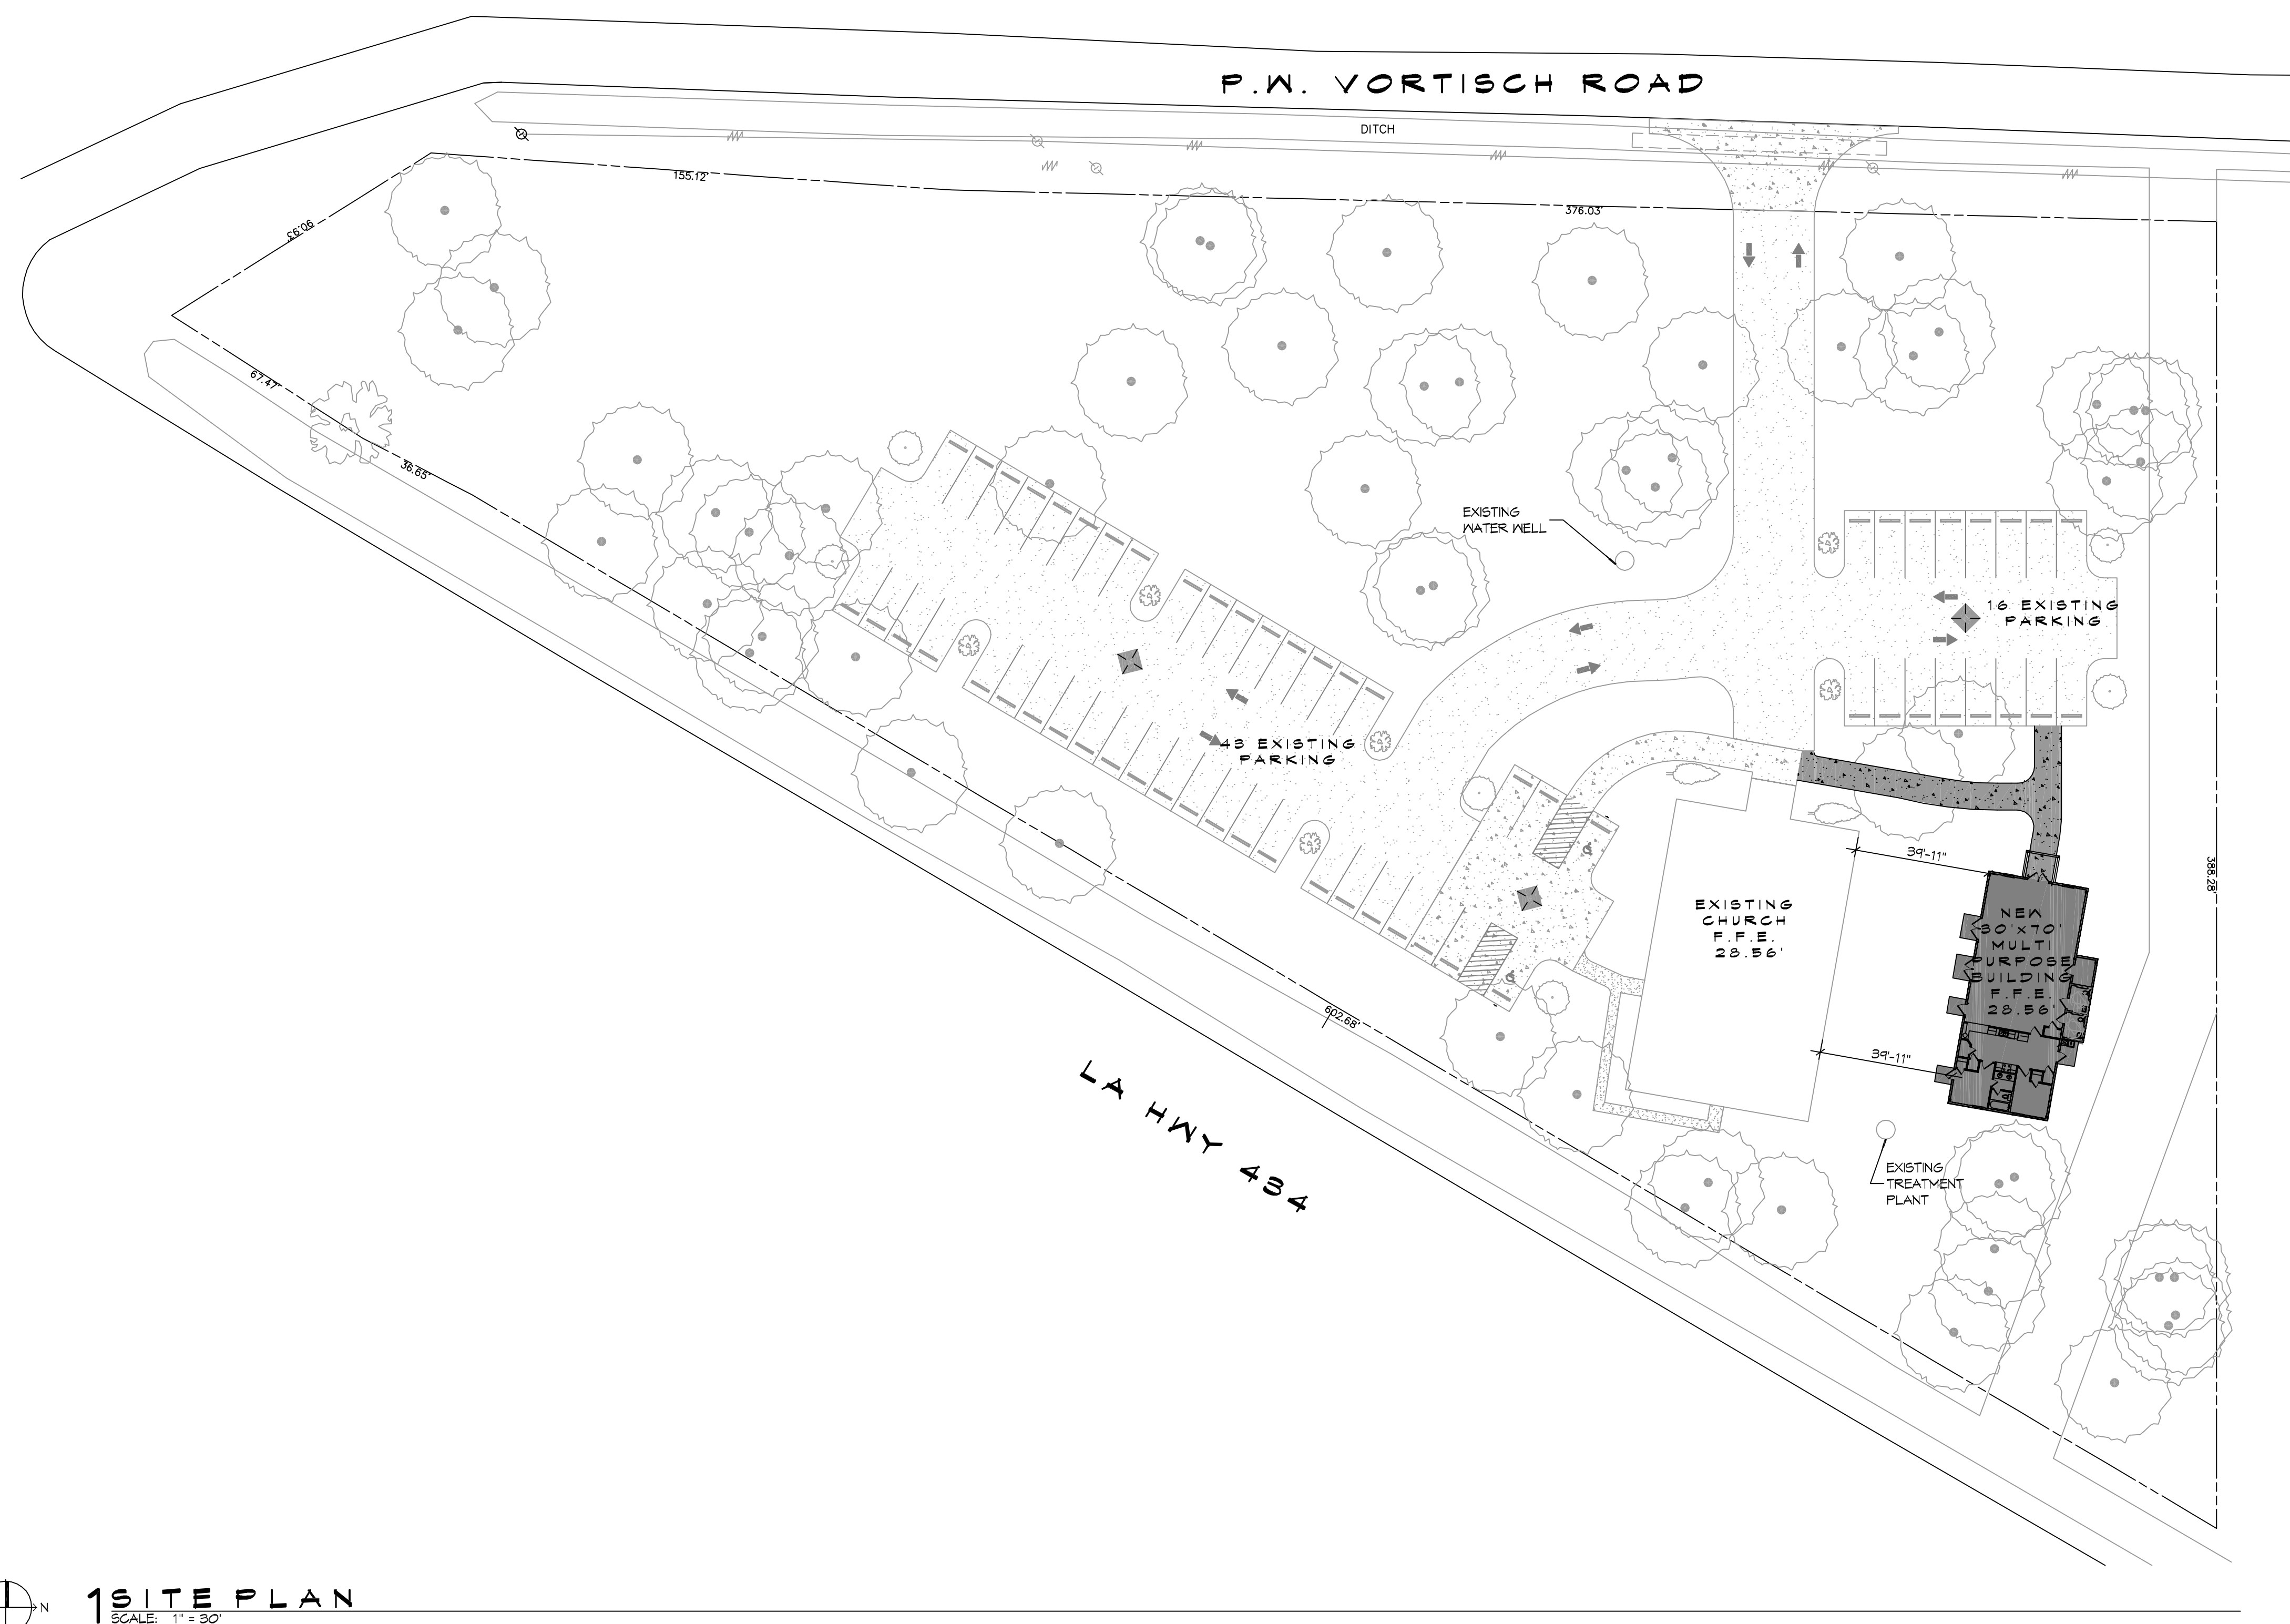 P.W. VORTISCH ROAD
DITCH
155.12'
376.03'
90.93
67.47'
36.65'
EXISTING
WATER WELL
16 EXISTING
PARKING
43 EXISTING
PARKING
39'-11"
388.28'
EXISTING
CHURCH
F.F.E.
28.56'
NEW
30'x70'
MULTI
PURPOSE
BUILDING
F.F.E.
28.56'
602.68'
39'-11"
LA HWY 434
EXISTING
TREATMENT
PLANT
N
1 SITE PLAN
SCALE: 1" = 30'